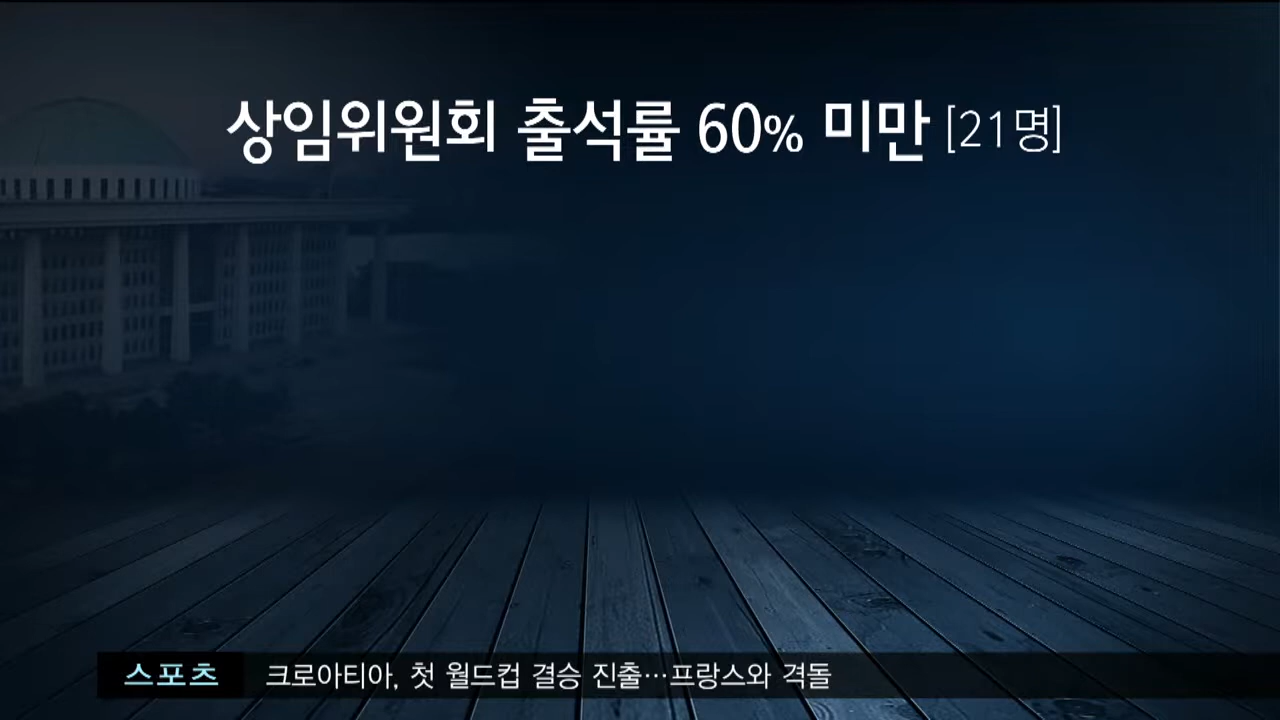 상임위원회 출석률 60% 미만 [21명]
스포츠 크로아티아, 첫 월드컵 결승 진출…프랑스와 격돌